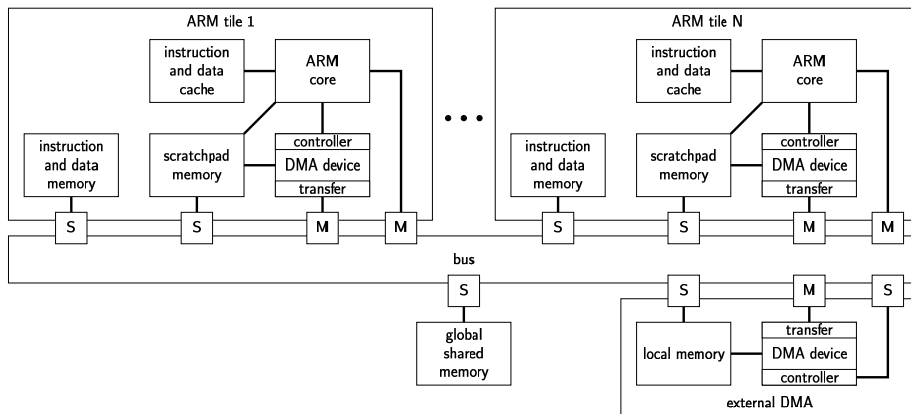 ARM tile 1
instruction
and data
cache
ARM
core
instruction
and data
memory
scratchpad
memory
controller
DMA device
transfer
S
S
M
M
• • •
ARM tile N
instruction
and data
cache
ARM
core
instruction
and data
memory
scratchpad
memory
controller
DMA device
transfer
S
S
M
M
bus
S
global
shared
memory
S
M
S
local memory
transfer
DMA device
controller
external DMA